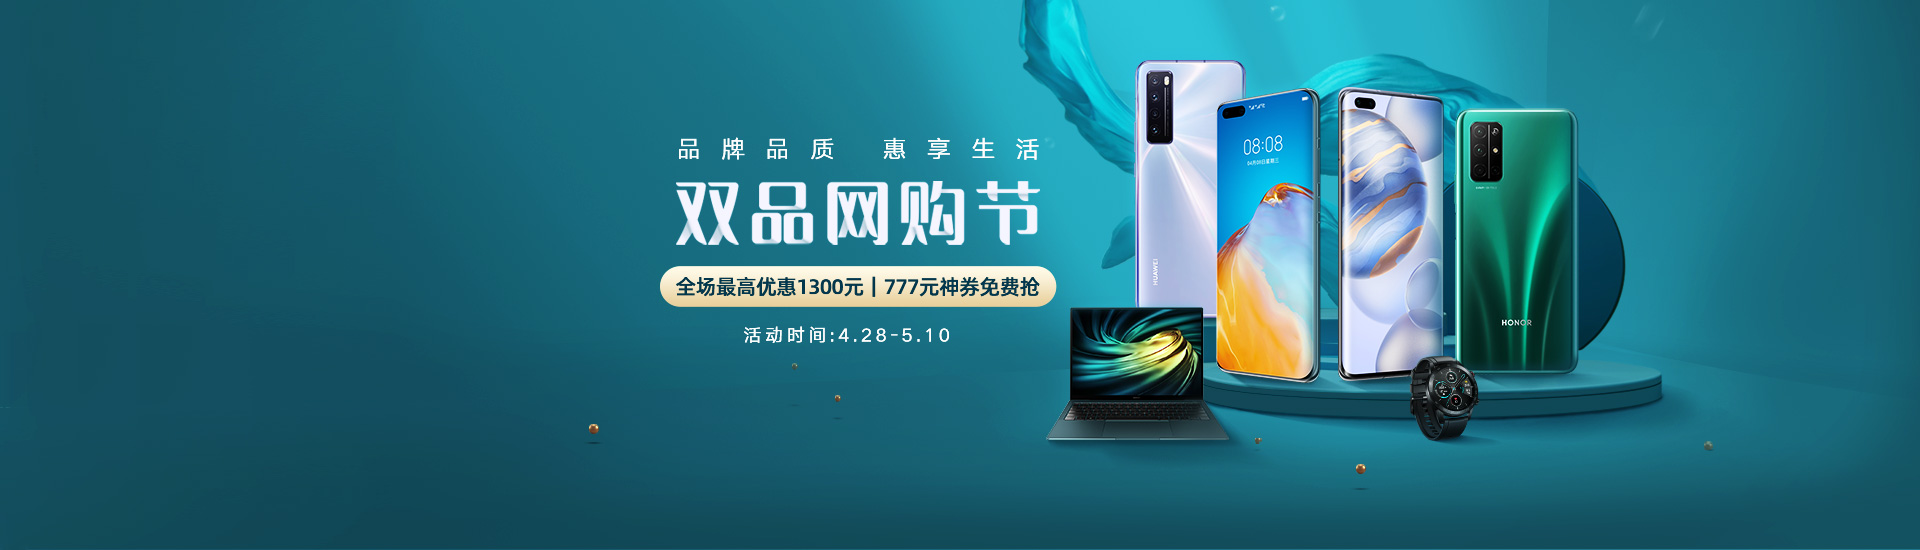 品牌品质 惠享生活
双品网购节
全场最高优惠1300元|777元神券免费抢
活动时间:4.28-5.10
HUAWEI
08:08
HONOR